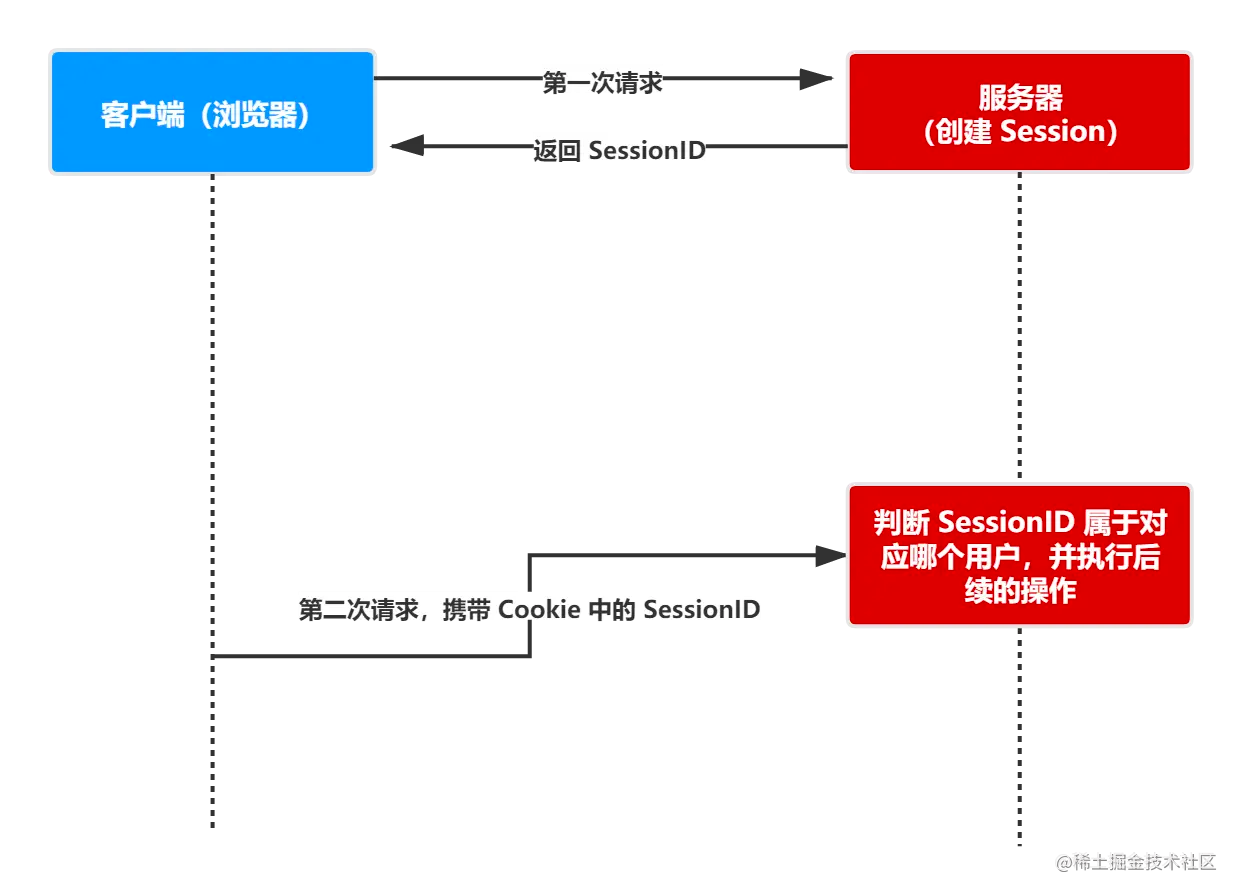 客户端（浏览器）
第一次请求
服务器
（创建 Session）
返回 SessionID
判断 SessionID 属于对
应哪个用户，并执行后
续的操作
第二次请求，携带 Cookie 中的 SessionID
@稀土掘金技术社区